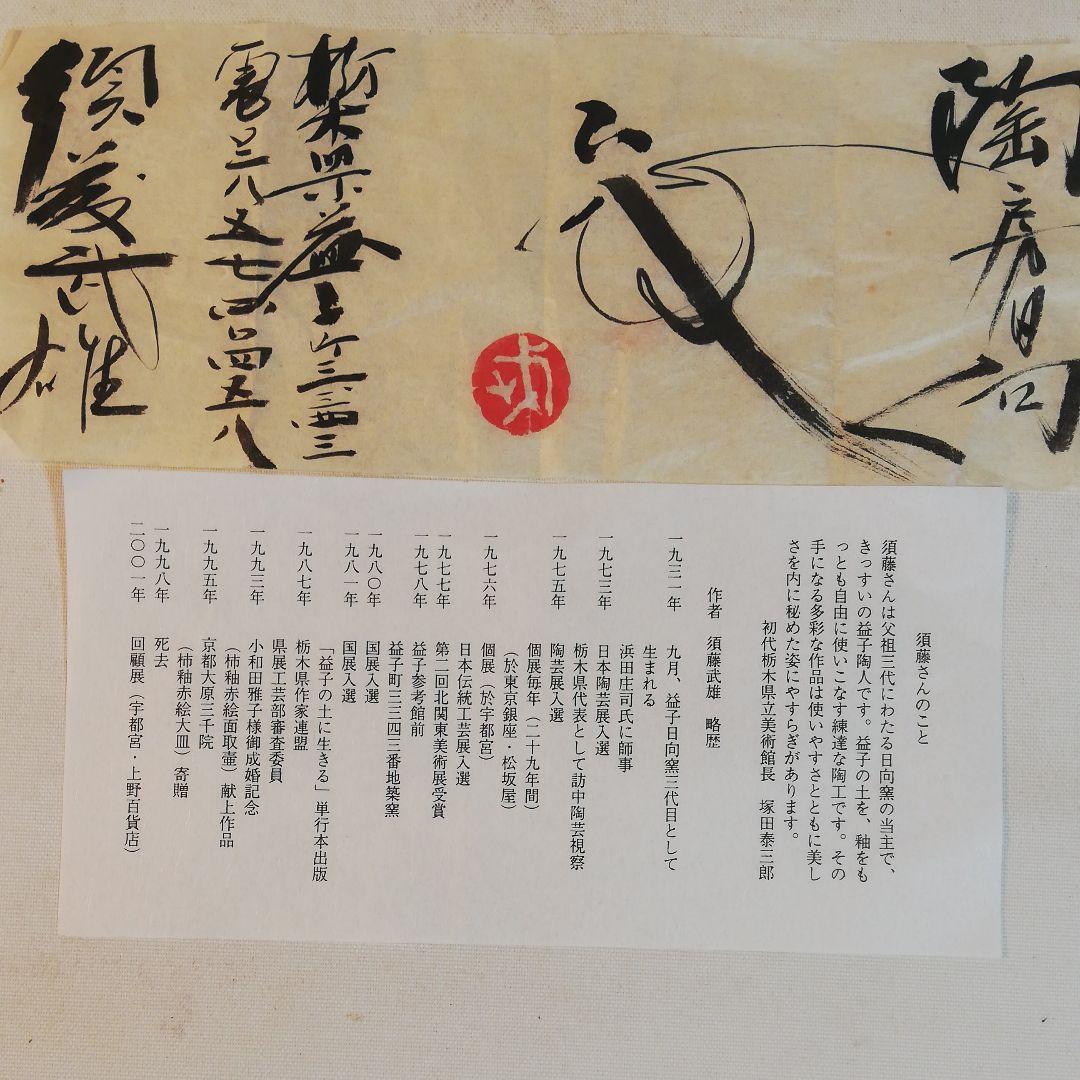 陶房日向
栃木県益子町三三四三
電〇二八五七二四五八
須藤武雄
須藤さんのこと
須藤さんは父祖三代にわたる日向窯の当主で、
きっすいの益子陶人です。益子の土を、釉をも
っとも自由に使いこなす練達な陶工です。その
手になる多彩な作品は使いやすさとともに美し
さを内に秘めた姿にやすらぎがあります。
初代栃木県立美術館長 塚田泰三郎
作者 須藤武雄 略歴
一九三一年 九月、益子日向窯三代目として
生まれる
浜田庄司氏に師事
一九七三年 日本陶芸展入選
栃木県代表として訪中陶芸視察
一九七五年 陶芸展入選
個展毎年（二十九年間）
（於東京銀座・松坂屋）
一九七六年 個展（於宇都宮）
日本伝統工芸展入選
一九七七年 第二回北関東美術展受賞
一九七八年 益子参考館前
益子町三三四三番地築窯
一九八〇年 国展入選
一九八一年 国展入選
「益子の土に生きる」単行本出版
一九八七年 栃木県作家連盟
県展工芸部審査委員
一九九三年 小和田雅子様御成婚記念
（柿釉赤絵面取壷）献上作品
一九九五年 京都大原三千院
（柿釉赤絵大皿）寄贈
一九九八年 死去
二〇〇一年 回顧展（宇都宮・上野百貨店）